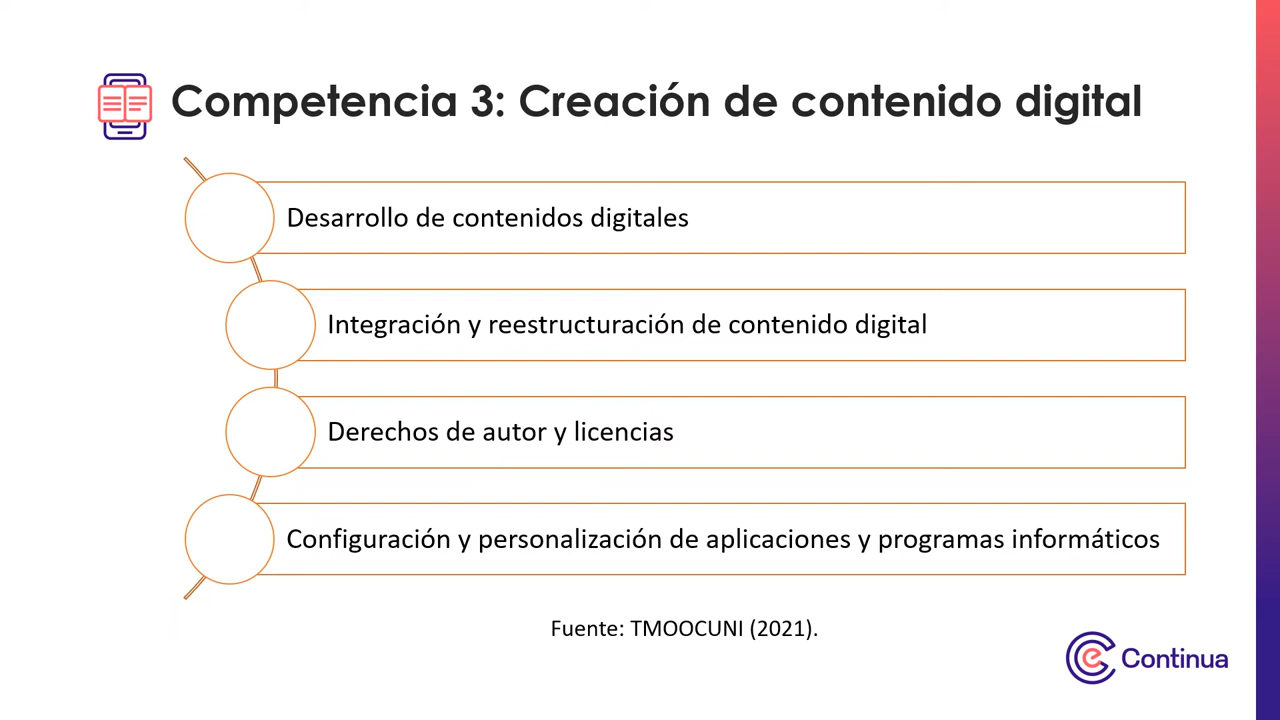 Competencia 3: Creación de contenido digital
Desarrollo de contenidos digitales
Integración y reestructuración de contenido digital
Derechos de autor y licencias
Configuración y personalización de aplicaciones y programas informáticos
Fuente: TMOOCUNI (2021).
e Continua